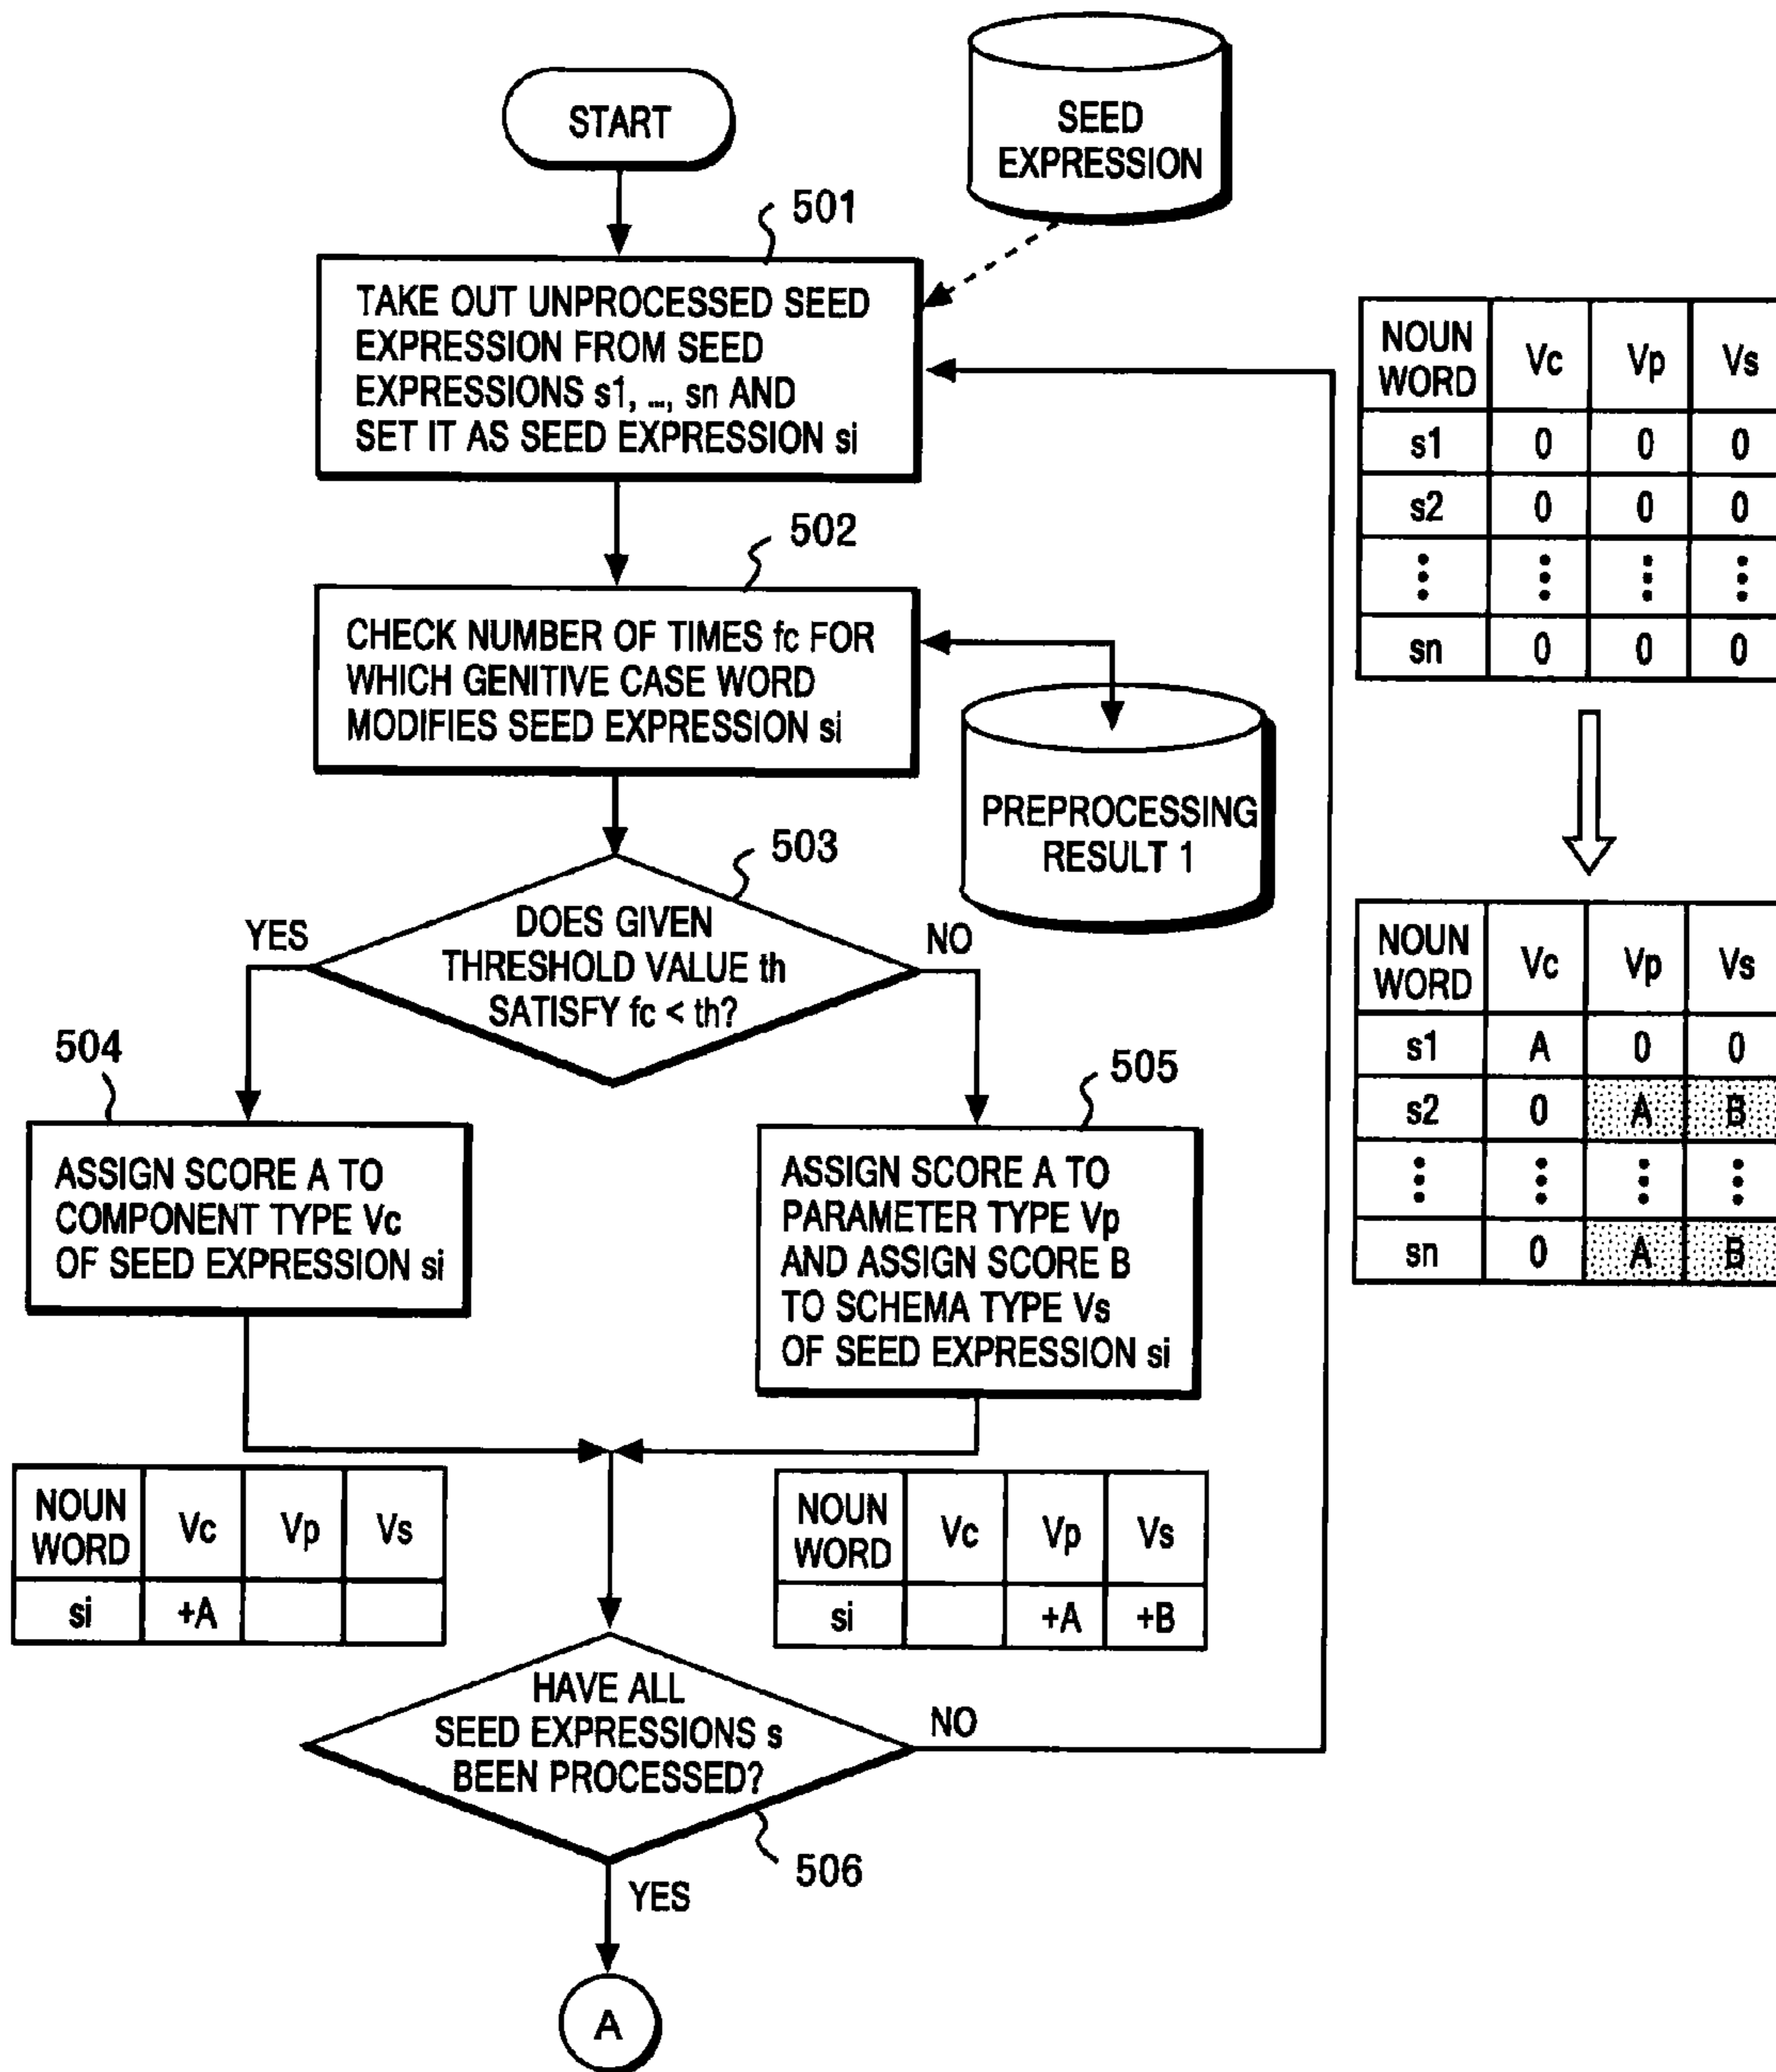 START
SEED
EXPRESSION
501
TAKE OUT UNPROCESSED SEED
EXPRESSION FROM SEED
EXPRESSIONS s1, ..., sn AND
SET IT AS SEED EXPRESSION si
502
CHECK NUMBER OF TIMES fc FOR
WHICH GENITIVE CASE WORD
MODIFIES SEED EXPRESSION si
PREPROCESSING
RESULT 1
503
DOES GIVEN
THRESHOLD VALUE th
SATISFY fc < th?
YES
NO
504
ASSIGN SCORE A TO
COMPONENT TYPE Vc
OF SEED EXPRESSION si
505
ASSIGN SCORE A TO
PARAMETER TYPE Vp
AND ASSIGN SCORE B
TO SCHEMA TYPE Vs
OF SEED EXPRESSION si
NOUN
WORD Vc Vp Vs
si +A
NOUN
WORD Vc Vp Vs
si +A +B
HAVE ALL
SEED EXPRESSIONS s
BEEN PROCESSED?
NO
506
YES
A
NOUN
WORD Vc Vp Vs
s1 0 0 0
s2 0 0 0
⋮ ⋮ ⋮ ⋮
sn 0 0 0
NOUN
WORD Vc Vp Vs
s1 A 0 0
s2 0 A B
⋮ ⋮ ⋮ ⋮
sn 0 A B